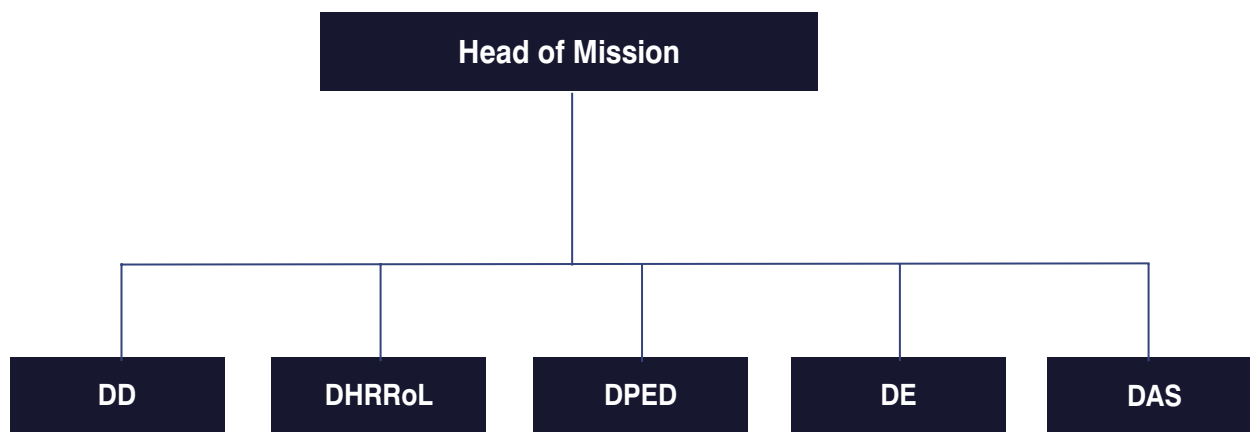 Head of Mission
DD
DHRRoL
DPED
DE
DAS